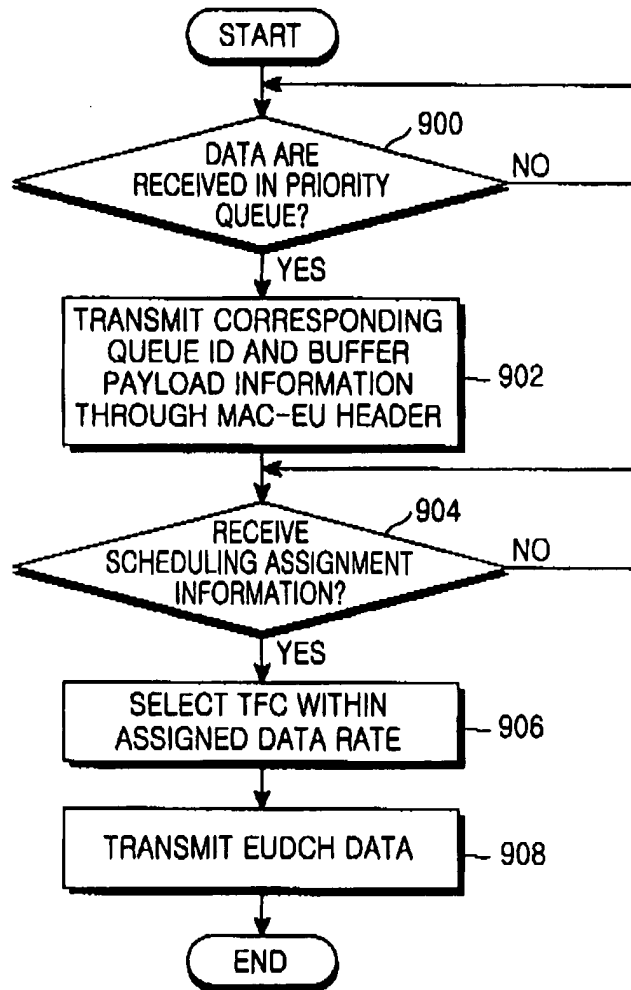 START
900
DATA ARE
RECEIVED IN PRIORITY
QUEUE?
NO
YES
TRANSMIT CORRESPONDING
QUEUE ID AND BUFFER
PAYLOAD INFORMATION
THROUGH MAC-EU HEADER
902
904
RECEIVE
SCHEDULING ASSIGNMENT
INFORMATION?
NO
YES
SELECT TFC WITHIN
ASSIGNED DATA RATE
906
TRANSMIT EUDCH DATA
908
END